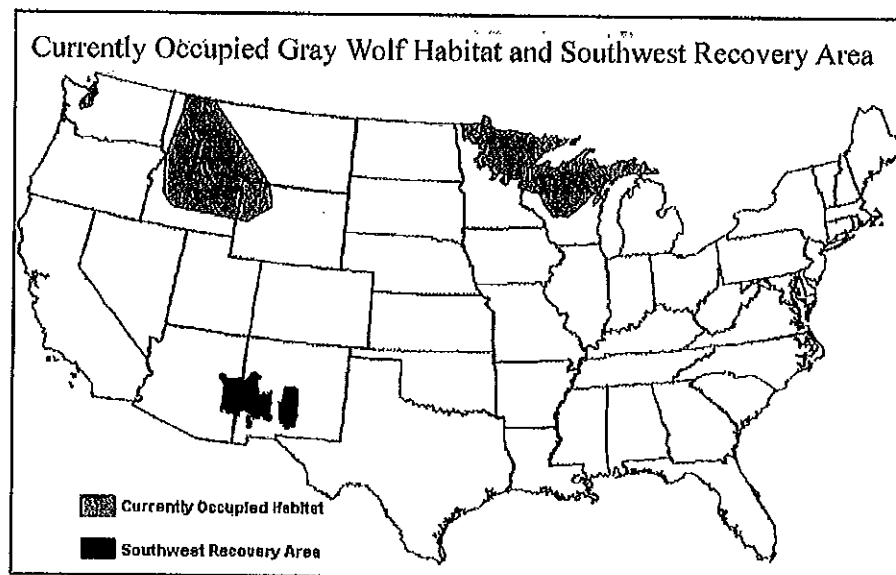 Currently Occupied Gray Wolf Habitat and Southwest Recovery Area
Currently Occupied Habitat
Southwest Recovery Area